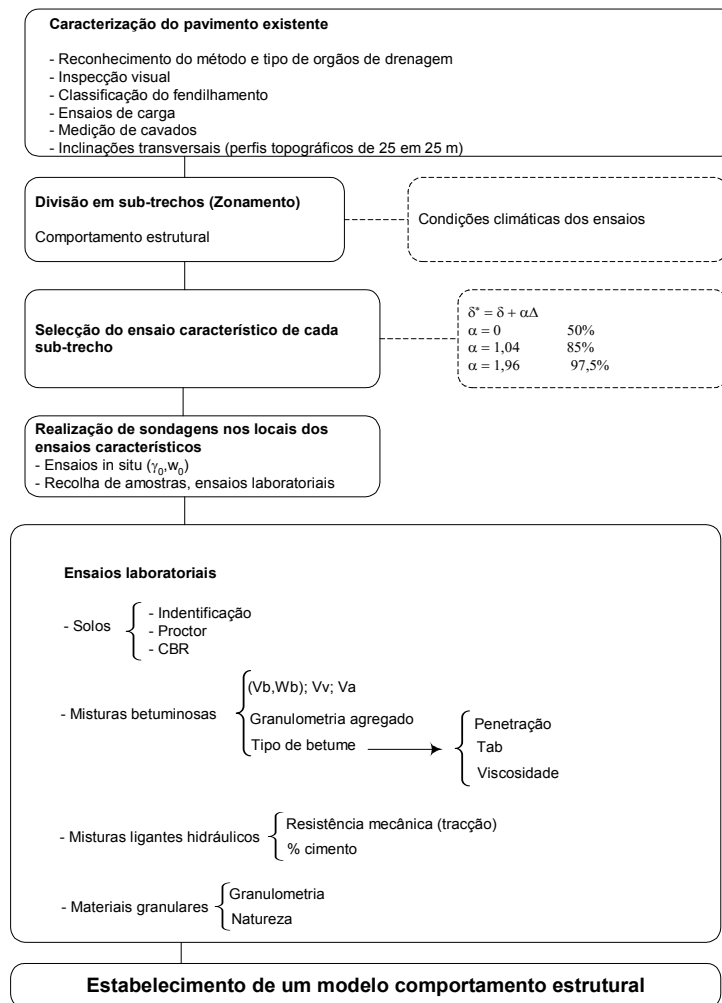 Caracterização do pavimento existente
- Reconhecimento do método e tipo de orgãos de drenagem
- Inspecção visual
- Classificação do fendilhamento
- Ensaios de carga
- Medição de cavados
- Inclinações transversais (perfis topográficos de 25 em 25 m)
Divisão em sub-trechos (Zonamento)
Comportamento estrutural
Condições climáticas dos ensaios
Selecção do ensaio característico de cada
sub-trecho
δ* = δ + αΔ
α = 0 50%
α = 1,04 85%
α = 1,96 97,5%
Realização de sondagens nos locais dos
ensaios característicos
- Ensaios in situ (γ₀,w₀)
- Recolha de amostras, ensaios laboratoriais
Ensaios laboratoriais
- Solos
- Indentificação
- Proctor
- CBR
- Misturas betuminosas
(Vb,Wb); Vv; Va
Granulometria agregado
Tipo de betume
Penetração
Tab
Viscosidade
- Misturas ligantes hidráulicos
Resistência mecânica (tracção)
% cimento
- Materiais granulares
Granulometria
Natureza
Estabelecimento de um modelo comportamento estrutural